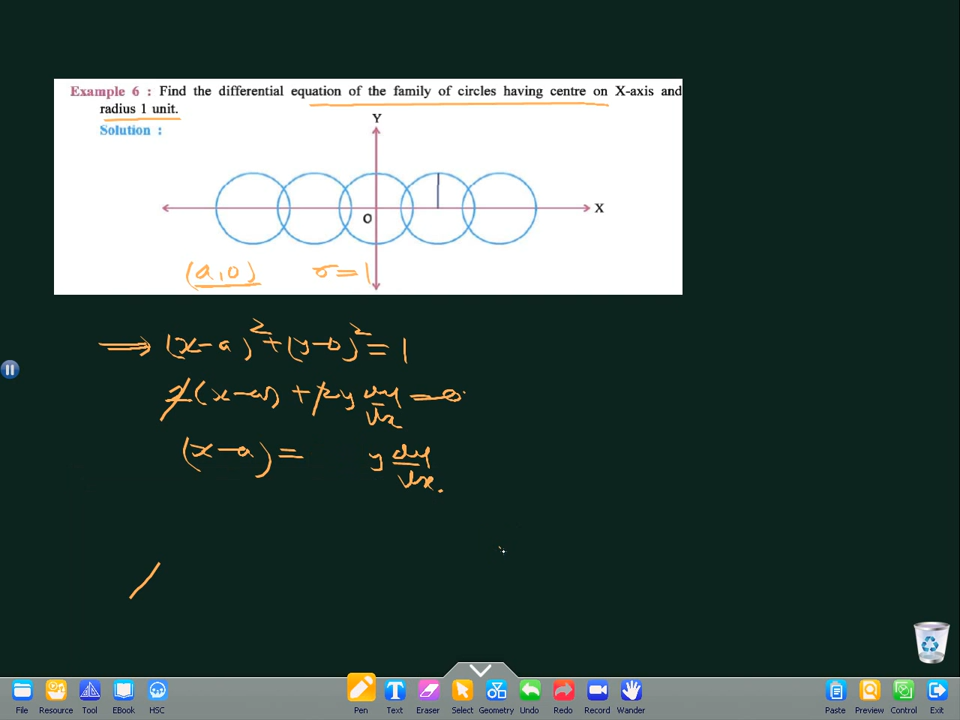 Example 6 : Find the differential equation of the family of circles having centre on X-axis and
radius 1 unit.
Solution :
Y
X
O
(a,0) r=1
⟹ (x-a)²+(y-0)²=1
2(x-a)+2y dy/dx=0
(x-a)= y dy/dx.
/
File Resource Tool EBook HSC Pen Text Eraser Select Geometry Undo Redo Record Wander Paste Preview Control Exit